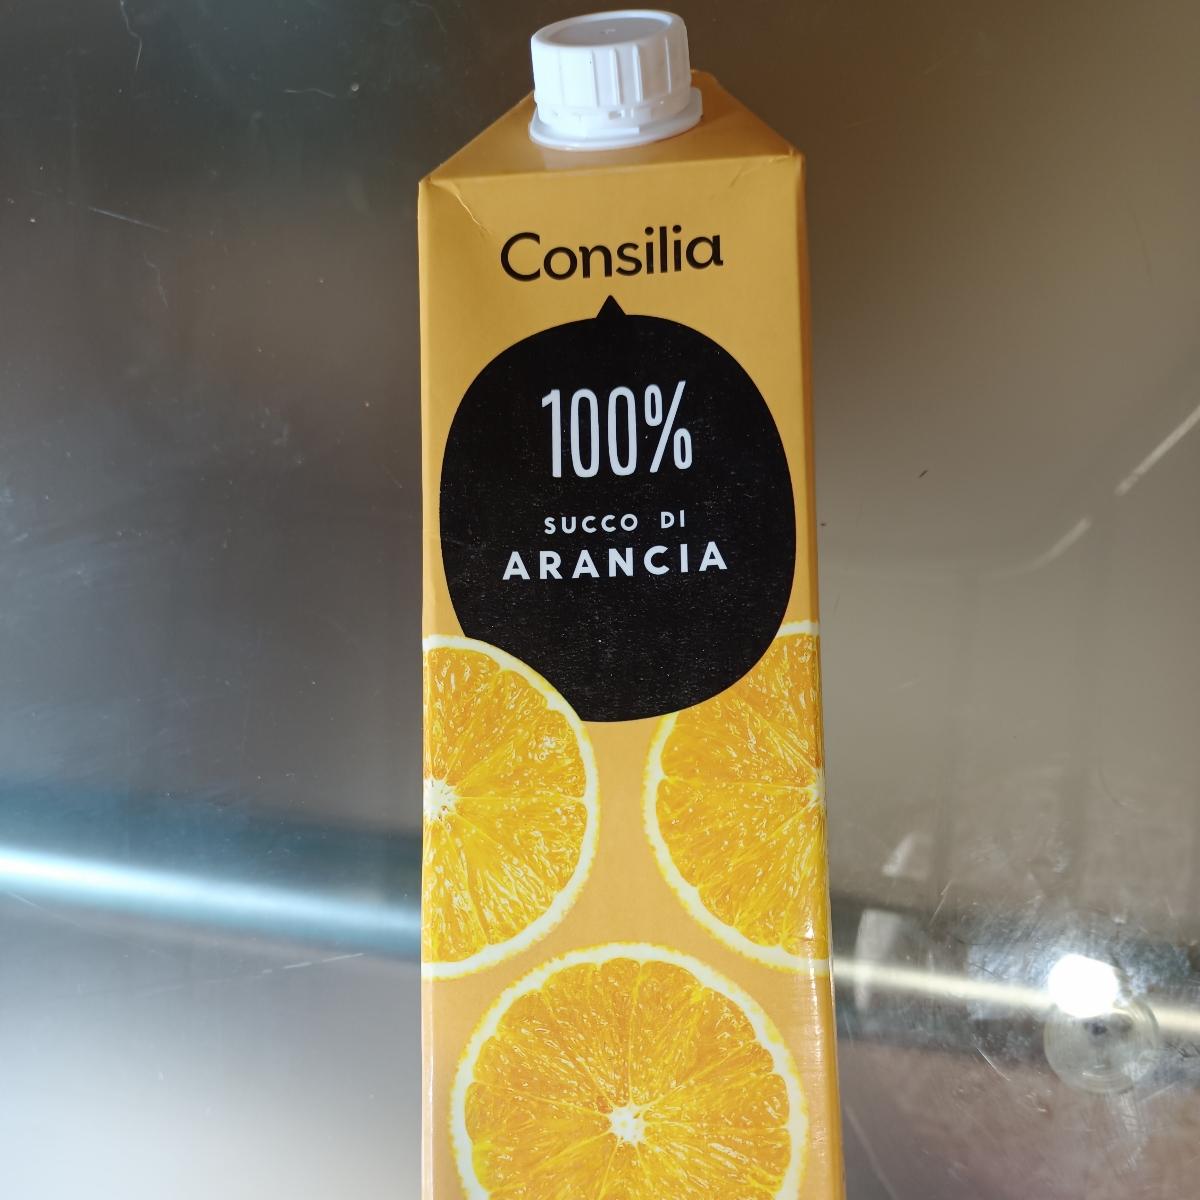 Consilia
100%
SUCCO DI
ARANCIA